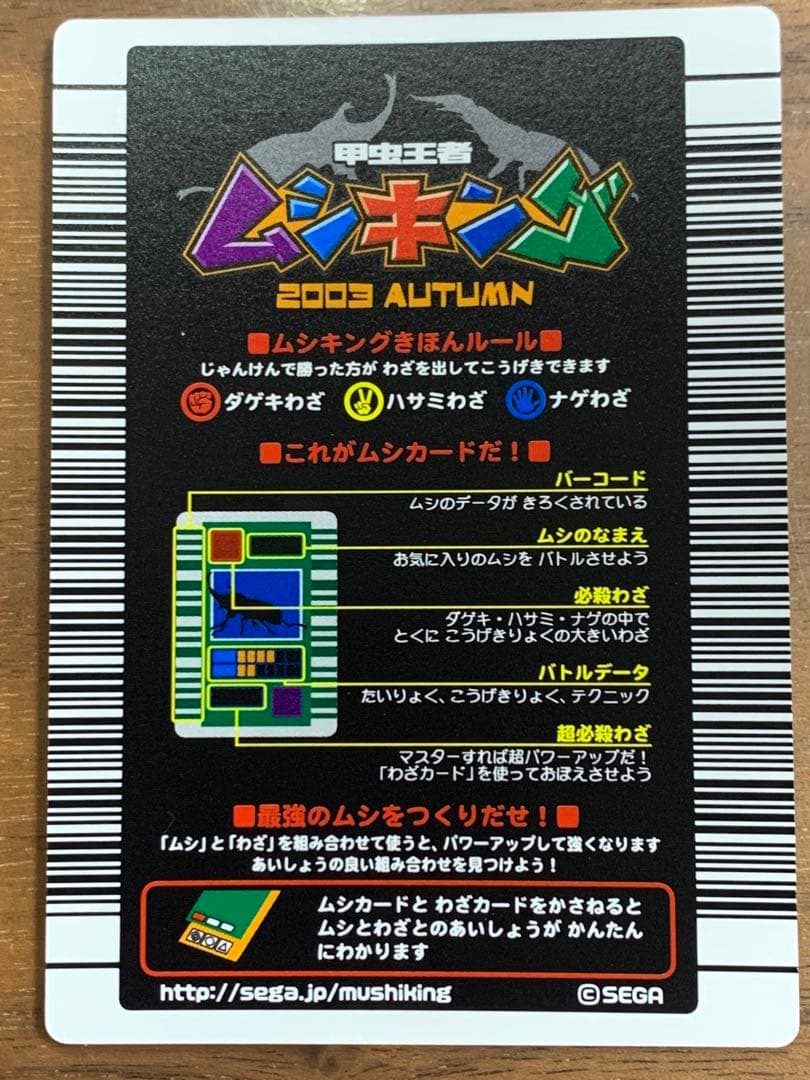 甲虫王者
ムシキング
2003 AUTUMN
■ムシキングきほんルール■
じゃんけんで勝った方が わざを出してこうげきできます
ダゲキわざ ハサミわざ ナゲわざ
■これがムシカードだ！■
バーコード
ムシのデータが きろくされている
ムシのなまえ
お気に入りのムシを バトルさせよう
必殺わざ
ダゲキ・ハサミ・ナゲの中で
とくに こうげきりょくの大きいわざ
バトルデータ
たいりょく、こうげきりょく、テクニック
超必殺わざ
マスターすれば超パワーアップだ！
「わざカード」を使っておぼえさせよう
■最強のムシをつくりだせ！■
「ムシ」と「わざ」を組み合わせて使うと、パワーアップして強くなります
あいしょうの良い組み合わせを見つけよう！
ムシカードと わざカードをかさねると
ムシとわざとのあいしょうが かんたん
にわかります
http://sega.jp/mushiking ©SEGA